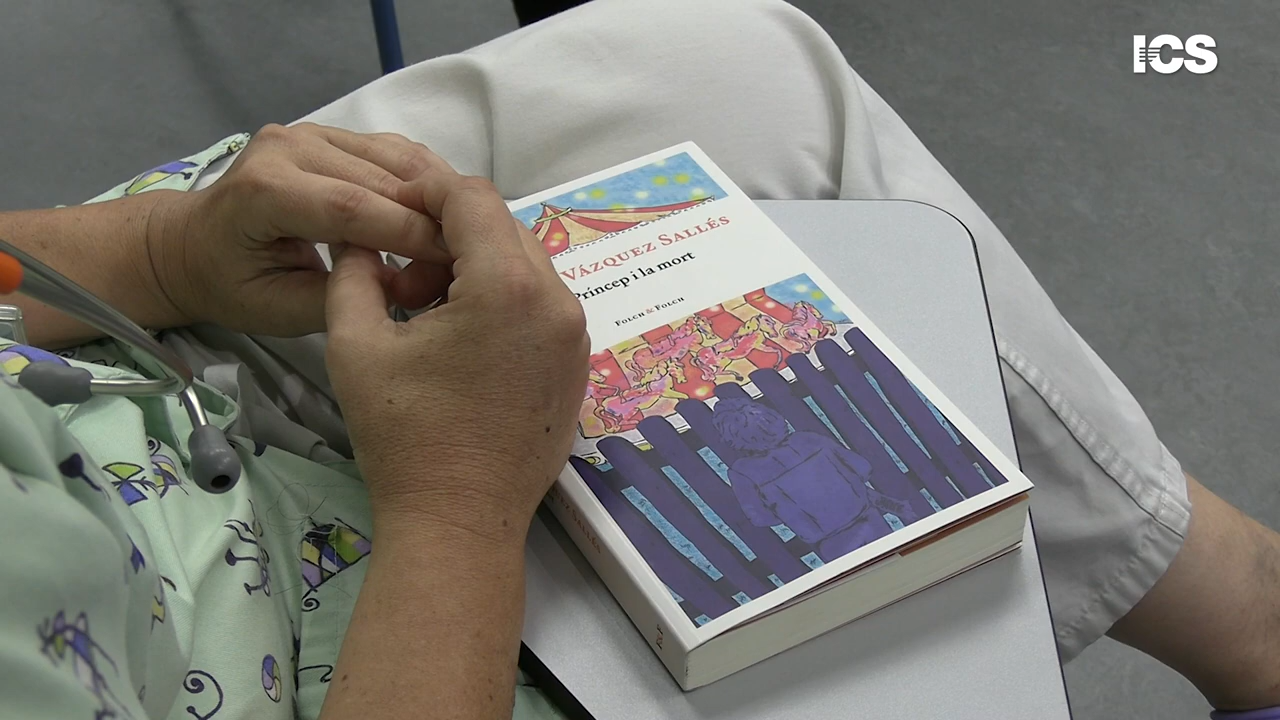 ICS
VÁZQUEZ SALLÉS
Príncep i la mort
FOLCH & FOLCH
F&F